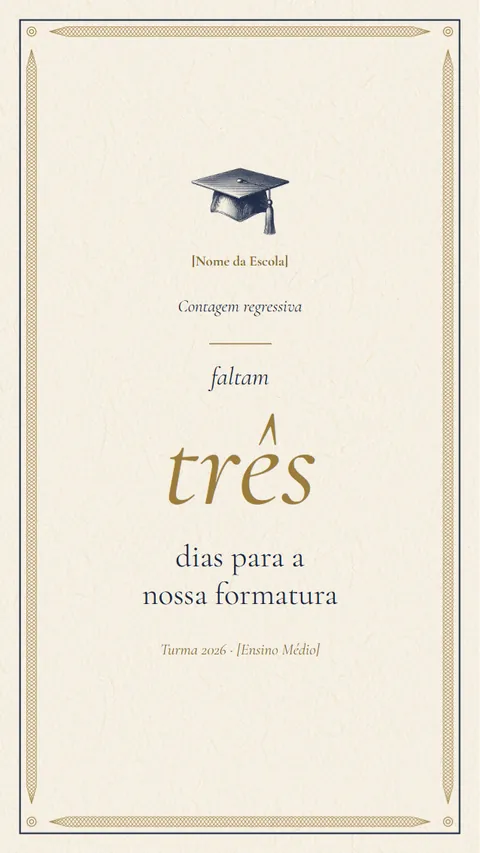 [Nome da Escola]
Contagem regressiva
faltam
três
dias para a
nossa formatura
Turma 2026 · [Ensino Médio]